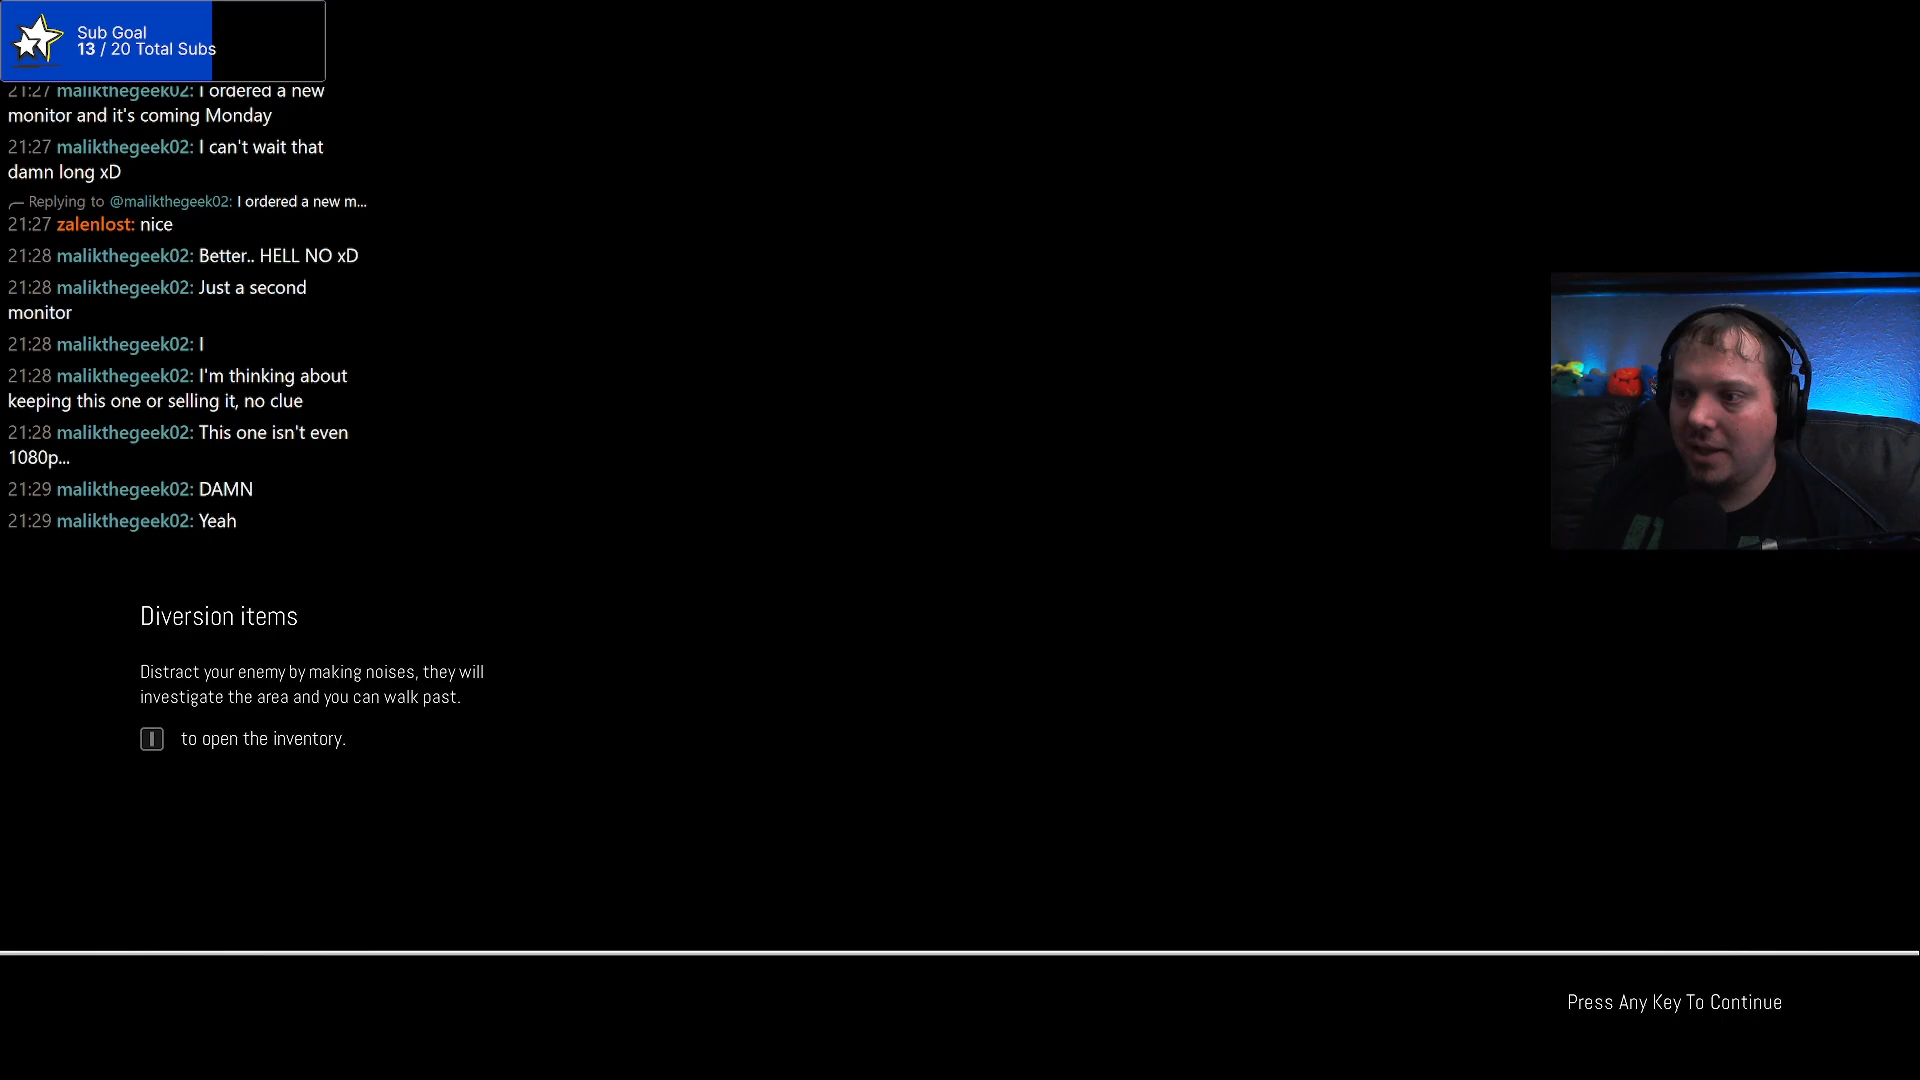 Sub Goal
13 / 20 Total Subs
21:27 malikthegeek02: I ordered a new
monitor and it's coming Monday
21:27 malikthegeek02: I can't wait that
damn long xD
Replying to @malikthegeek02: I ordered a new m...
21:27 zalenlost: nice
21:28 malikthegeek02: Better.. HELL NO xD
21:28 malikthegeek02: Just a second
monitor
21:28 malikthegeek02: I
21:28 malikthegeek02: I'm thinking about
keeping this one or selling it, no clue
21:28 malikthegeek02: This one isn't even
1080p...
21:29 malikthegeek02: DAMN
21:29 malikthegeek02: Yeah
Diversion items
Distract your enemy by making noises, they will
investigate the area and you can walk past.
I to open the inventory.
Press Any Key To Continue